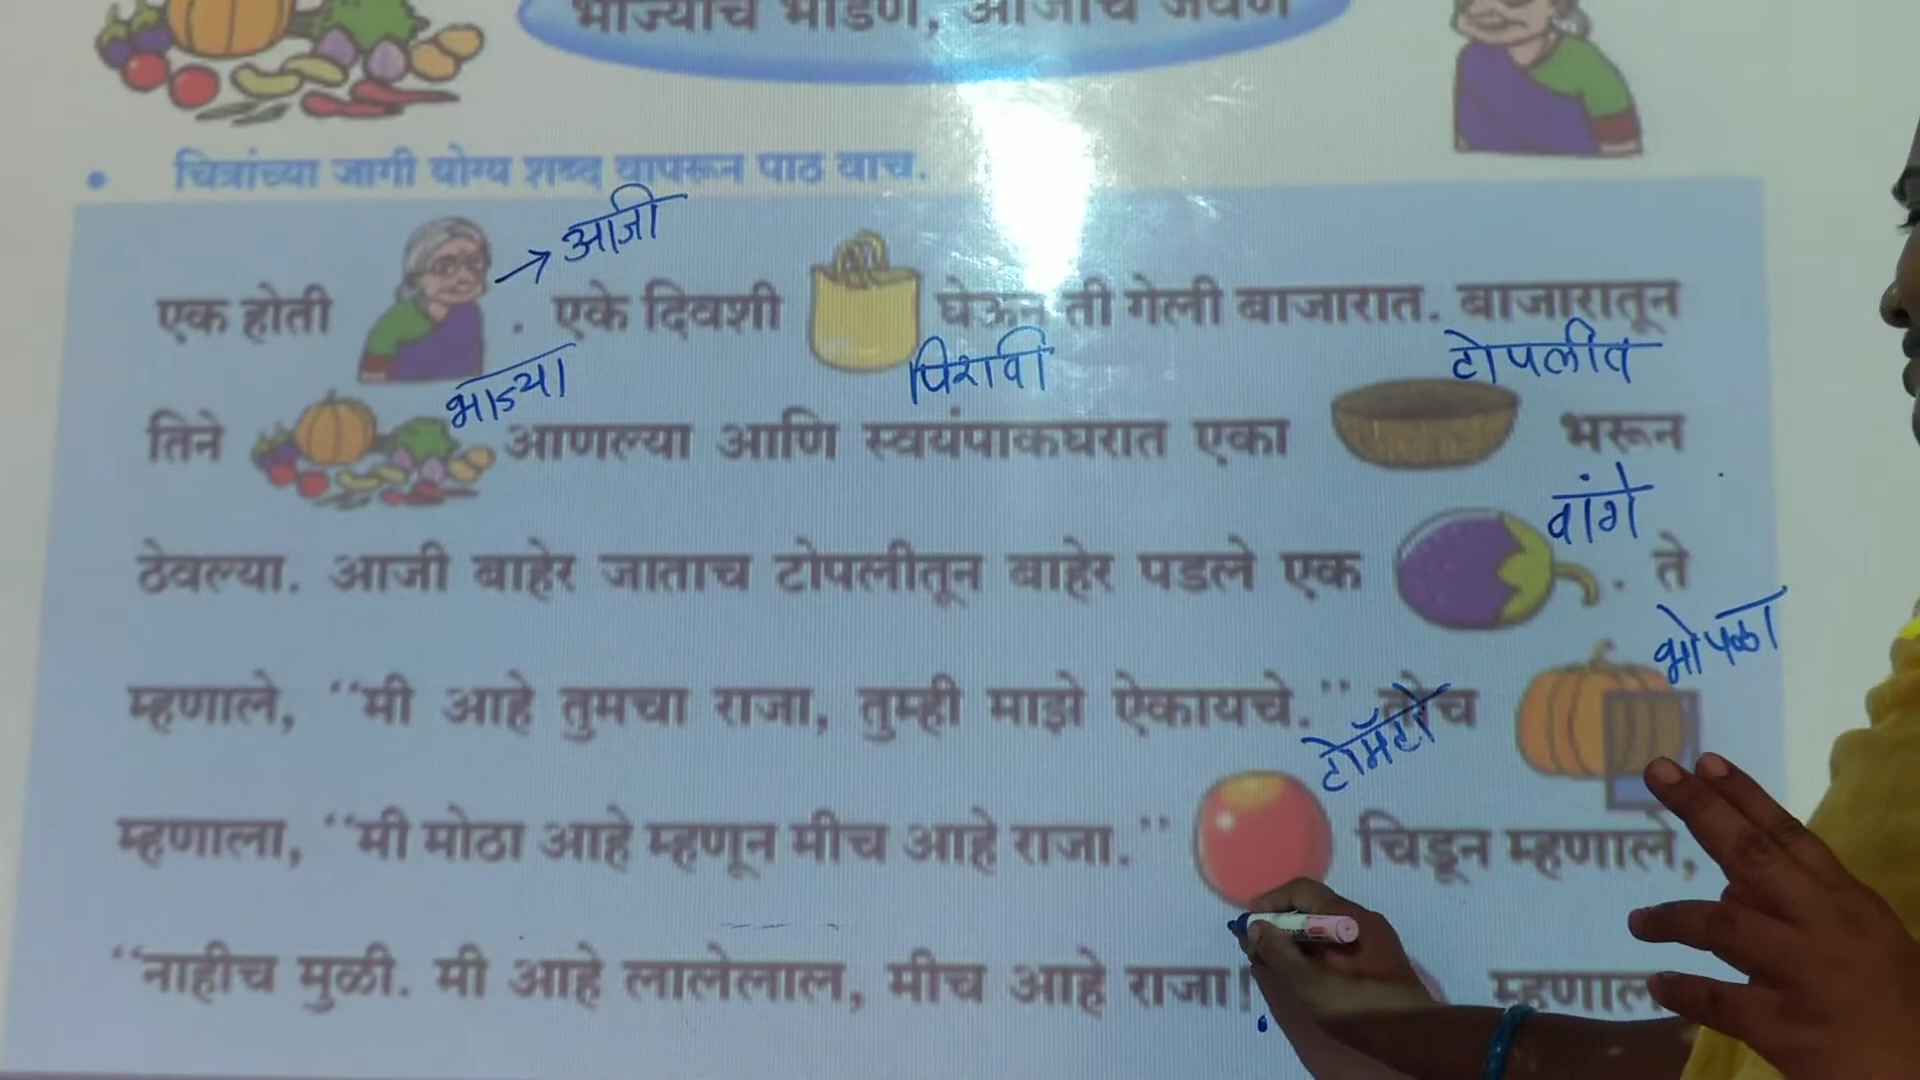 भाज्यांचे भांडण, आजीचे जेवण
• चित्रांच्या जागी योग्य शब्द वापरून पाठ वाच.
आजी
एक होती . एके दिवशी घेऊन ती गेली बाजारात. बाजारातून
भाज्या पिशवी टोपलीत
तिने आणल्या आणि स्वयंपाकघरात एका भरून
वांगे
ठेवल्या. आजी बाहेर जाताच टोपलीतून बाहेर पडले एक . ते
भोपळा
म्हणाले, “मी आहे तुमचा राजा, तुम्ही माझे ऐकायचे.” तोच
टोमॅटो
म्हणाला, “मी मोठा आहे म्हणून मीच आहे राजा.” चिडून म्हणाले,
“नाहीच मुळी. मी आहे लालेलाल, मीच आहे राजा!